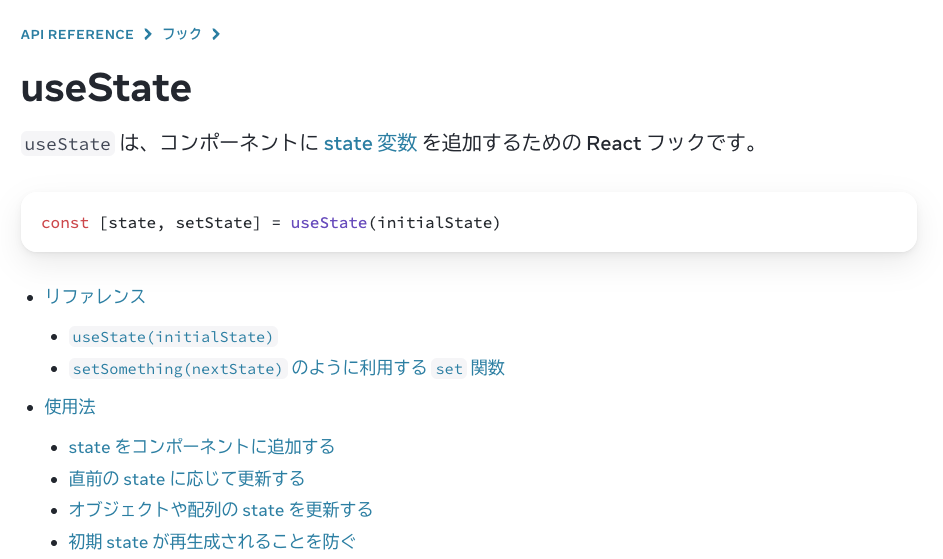 API REFERENCE > フック >
useState
useState は、コンポーネントに state 変数 を追加するための React フックです。
const [state, setState] = useState(initialState)
• リファレンス
• useState(initialState)
• setSomething(nextState) のように利用する set 関数
• 使用法
• state をコンポーネントに追加する
• 直前の state に応じて更新する
• オブジェクトや配列の state を更新する
• 初期 state が再生成されることを防ぐ